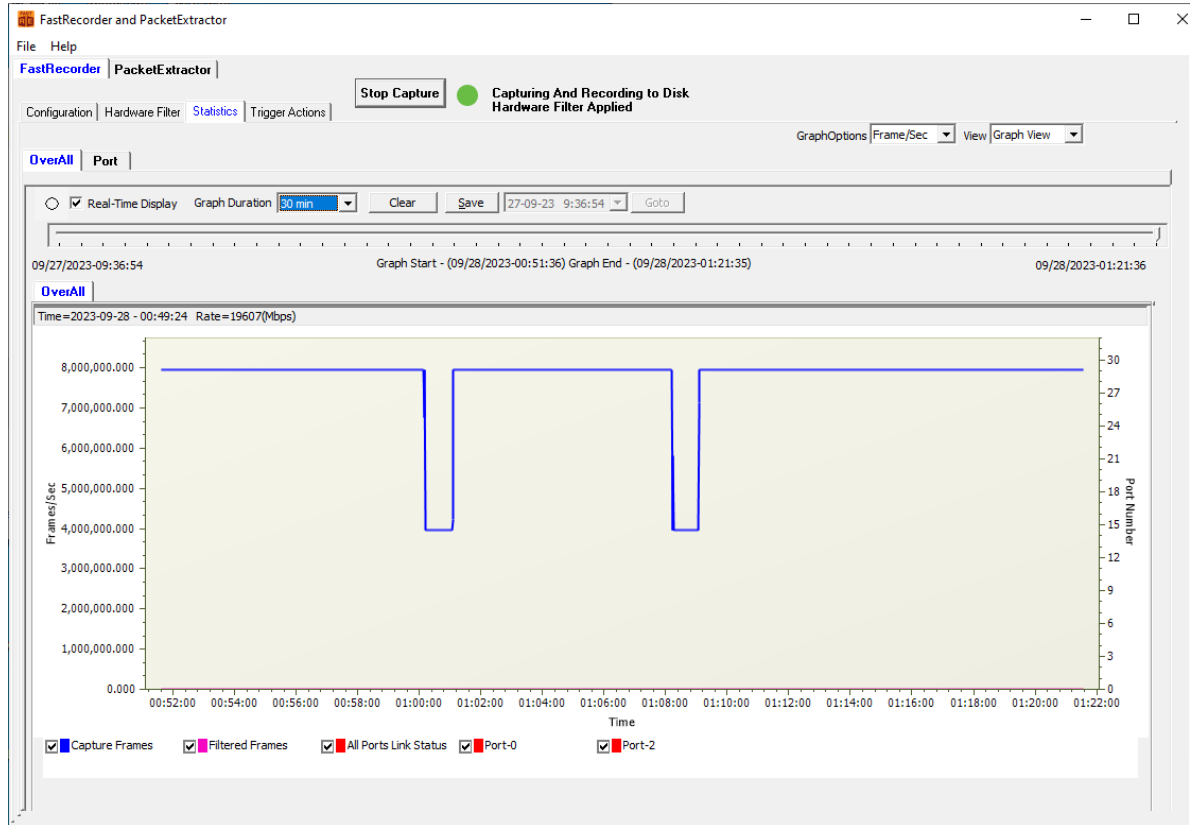 FastRecorder and PacketExtractor
File Help
FastRecorder PacketExtractor
Stop Capture Capturing And Recording to Disk
Hardware Filter Applied
Configuration Hardware Filter Statistics Trigger Actions
GraphOptions Frame/Sec View Graph View
OverAll Port
Real-Time Display Graph Duration 30 min Clear Save 27-09-23 9:36:54 Goto
09/27/2023-09:36:54 Graph Start - (09/28/2023-00:51:36) Graph End - (09/28/2023-01:21:35) 09/28/2023-01:21:36
OverAll
Time=2023-09-28 - 00:49:24 Rate=19607(Mbps)
8,000,000.000
7,000,000.000
6,000,000.000
5,000,000.000
4,000,000.000
3,000,000.000
2,000,000.000
1,000,000.000
0.000
Frames/Sec
30
27
24
21
18
15
12
9
6
3
0
Port Number
00:52:00 00:54:00 00:56:00 00:58:00 01:00:00 01:02:00 01:04:00 01:06:00 01:08:00 01:10:00 01:12:00 01:14:00 01:16:00 01:18:00 01:20:00 01:22:00
Time
Capture Frames Filtered Frames All Ports Link Status Port-0 Port-2